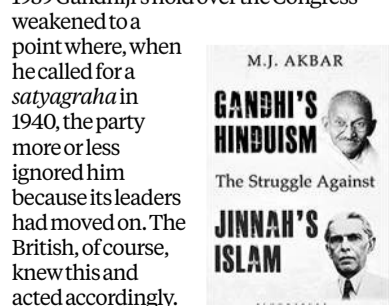 1939 Gandhiji's hold over the Congress
weakened to a
point where, when
he called for a
satyagraha in
1940, the party
more or less
ignored him
because its leaders
had moved on. The
British, of course,
knew this and
acted accordingly.
M.J. AKBAR
GANDHI'S
HINDUISM
The Struggle Against
JINNAH'S
ISLAM